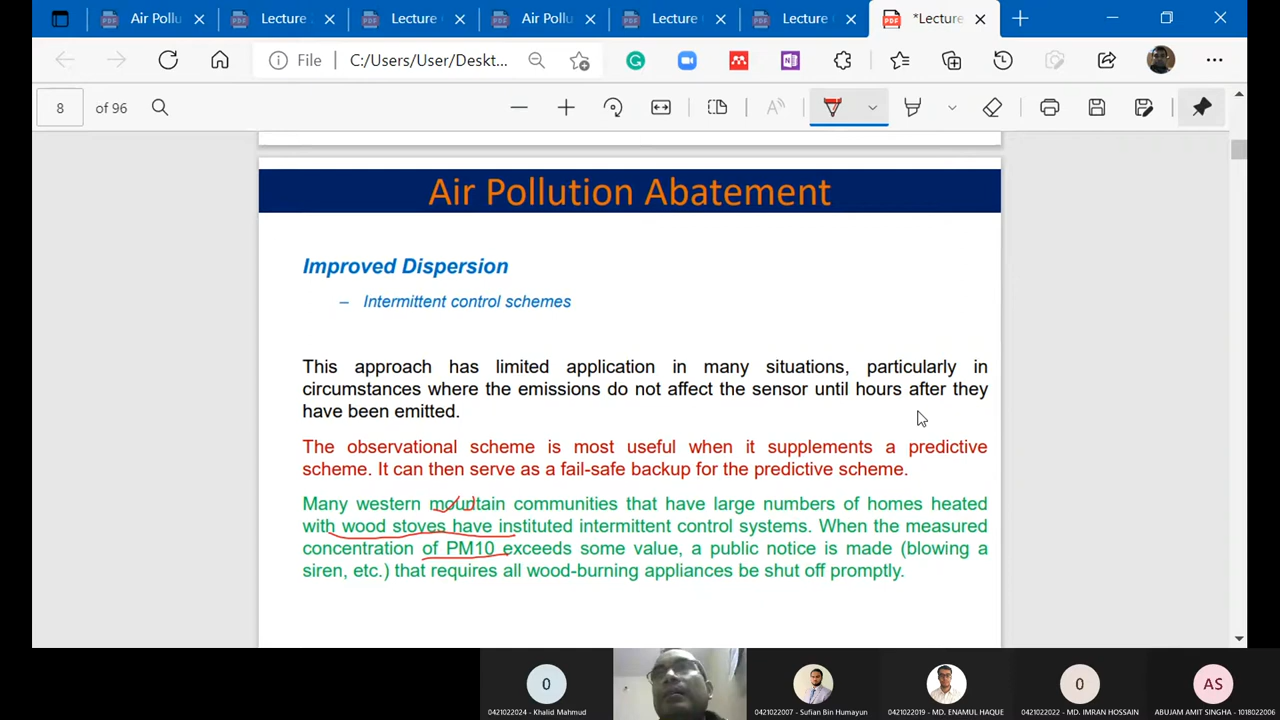 Air Pollu
Lecture
Lecture
Air Pollu
Lecture
Lecture
*Lecture
File
C:/Users/User/Deskt...
8
of 96
Air Pollution Abatement
Improved Dispersion
– Intermittent control schemes
This approach has limited application in many situations, particularly in
circumstances where the emissions do not affect the sensor until hours after they
have been emitted.
The observational scheme is most useful when it supplements a predictive
scheme. It can then serve as a fail-safe backup for the predictive scheme.
Many western mountain communities that have large numbers of homes heated
with wood stoves have instituted intermittent control systems. When the measured
concentration of PM10 exceeds some value, a public notice is made (blowing a
siren, etc.) that requires all wood-burning appliances be shut off promptly.
0
0
AS
0421022024 - Khalid Mahmud
0421022007 - Sufian Bin Humayun
0421022019 - MD. ENAMUL HAQUE
0421022022 - MD. IMRAN HOSSAIN
ABUJAM AMIT SINGHA - 1018022006